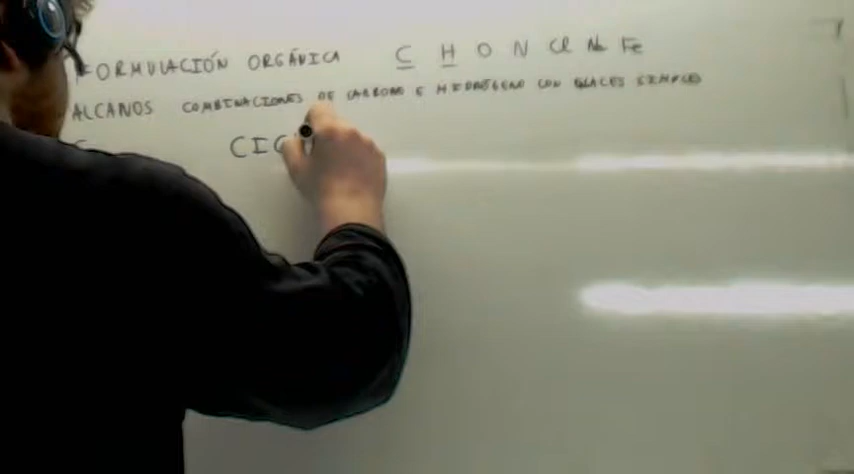 FORMULACIÓN ORGÁNICA C H O N Cl Na Fe
ALCANOS COMBINACIONES DE CARBONO E HIDRÓGENO CON ENLACES SIMPLES
CIC